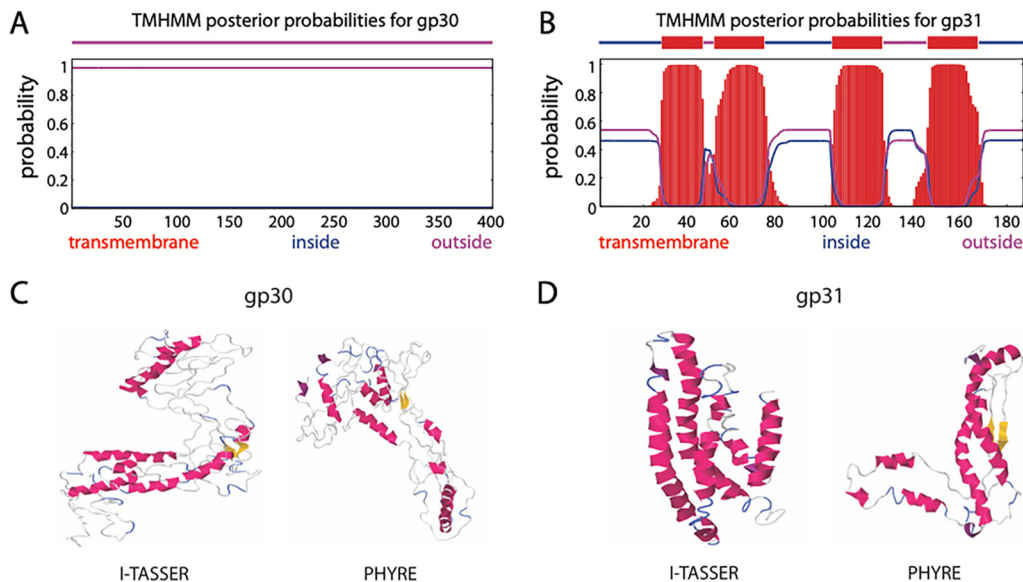 A
TMHMM posterior probabilities for gp30
probability
1
0.8
0.6
0.4
0.2
0
50 100 150 200 250 300 350 400
transmembrane inside outside
B
TMHMM posterior probabilities for gp31
probability
1
0.8
0.6
0.4
0.2
0
20 40 60 80 100 120 140 160 180
transmembrane inside outside
C
gp30
I-TASSER PHYRE
D
gp31
I-TASSER PHYRE